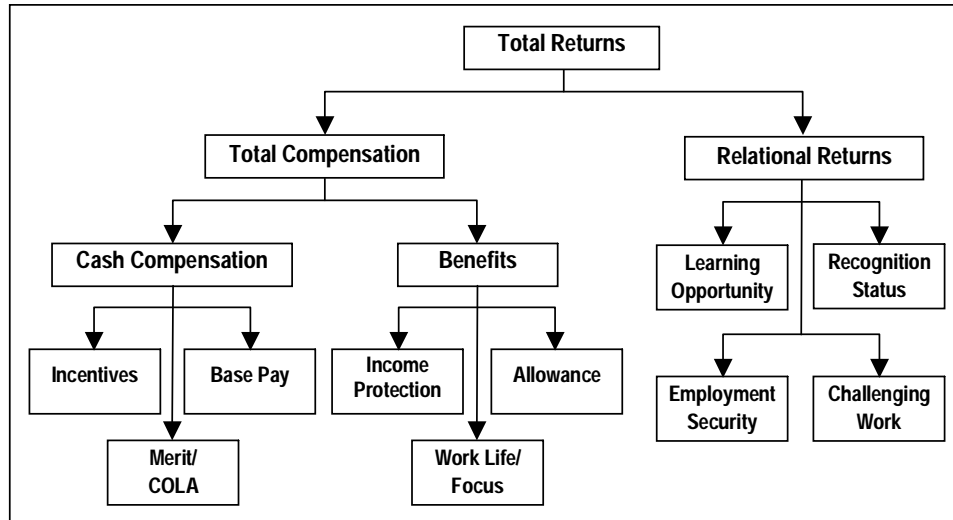 Total Returns
Total Compensation
Relational Returns
Cash Compensation
Benefits
Learning
Opportunity
Recognition
Status
Incentives
Base Pay
Income
Protection
Allowance
Employment
Security
Challenging
Work
Merit/
COLA
Work Life/
Focus